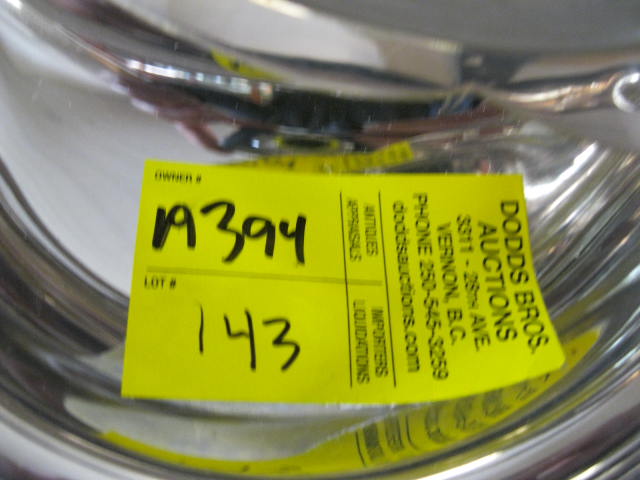 OWNER #
19394
LOT #
143
ANTIQUES
APPRAISALS
IMPORTERS
LIQUIDATIONS
DODDS BROS.
AUCTIONS
3311 - 28TH AVE.
VERNON, B.C.
PHONE 250-545-3259
doddsauctions.com